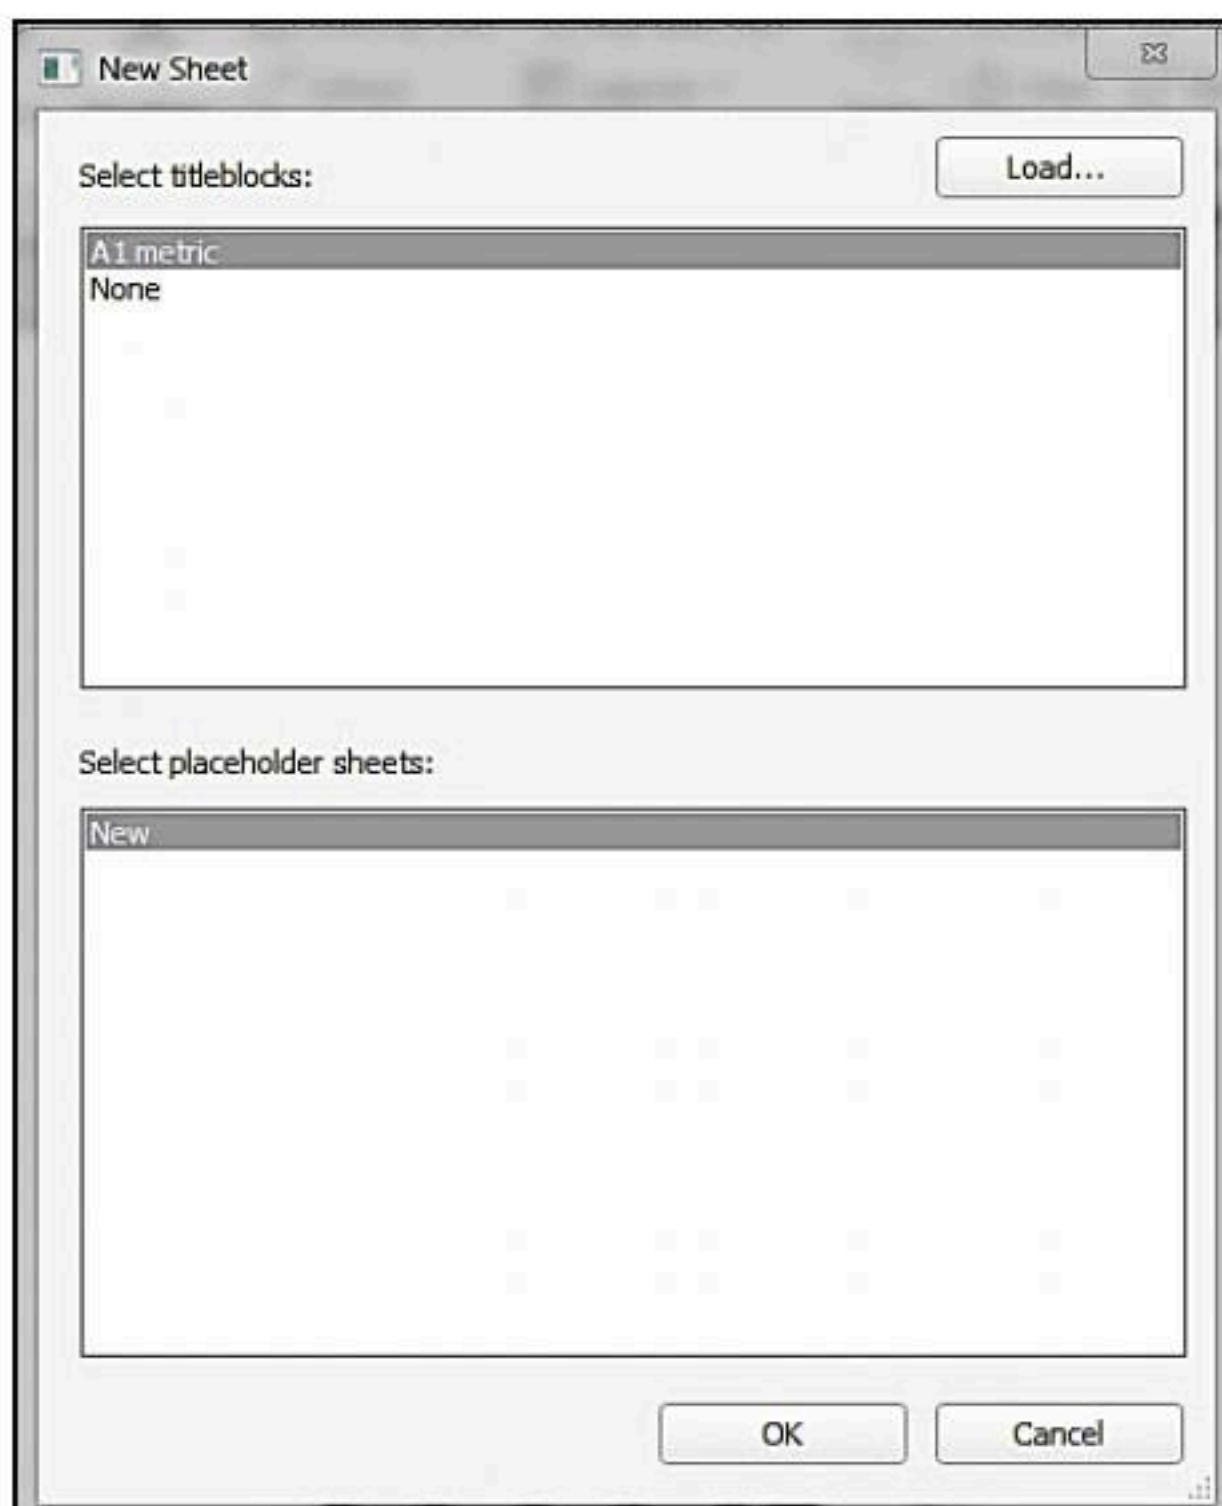 New Sheet
Select titleblocks:
Load...
A1 metric
None
Select placeholder sheets:
New
OK
Cancel